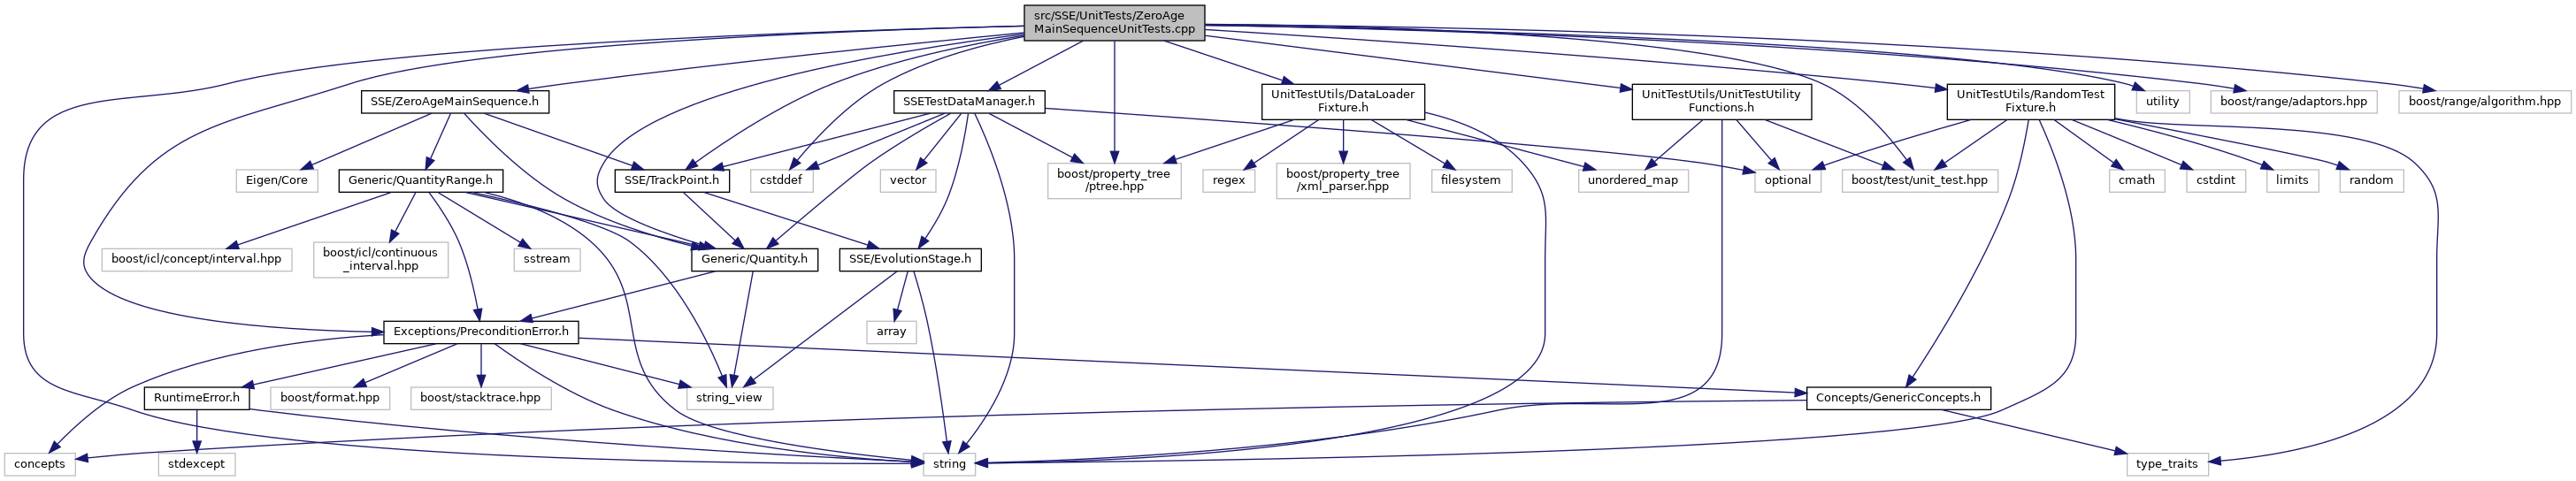 src/SSE/UnitTests/ZeroAge
MainSequenceUnitTests.cpp
SSE/ZeroAgeMainSequence.h
SSETestDataManager.h
UnitTestUtils/DataLoader
Fixture.h
UnitTestUtils/UnitTestUtility
Functions.h
UnitTestUtils/RandomTest
Fixture.h
utility
boost/range/adaptors.hpp
boost/range/algorithm.hpp
Eigen/Core
Generic/QuantityRange.h
SSE/TrackPoint.h
cstddef
vector
boost/property_tree
/ptree.hpp
regex
boost/property_tree
/xml_parser.hpp
filesystem
unordered_map
optional
boost/test/unit_test.hpp
cmath
cstdint
limits
random
boost/icl/concept/interval.hpp
boost/icl/continuous
_interval.hpp
sstream
Generic/Quantity.h
SSE/EvolutionStage.h
Exceptions/PreconditionError.h
array
RuntimeError.h
boost/format.hpp
boost/stacktrace.hpp
string_view
Concepts/GenericConcepts.h
concepts
stdexcept
string
type_traits